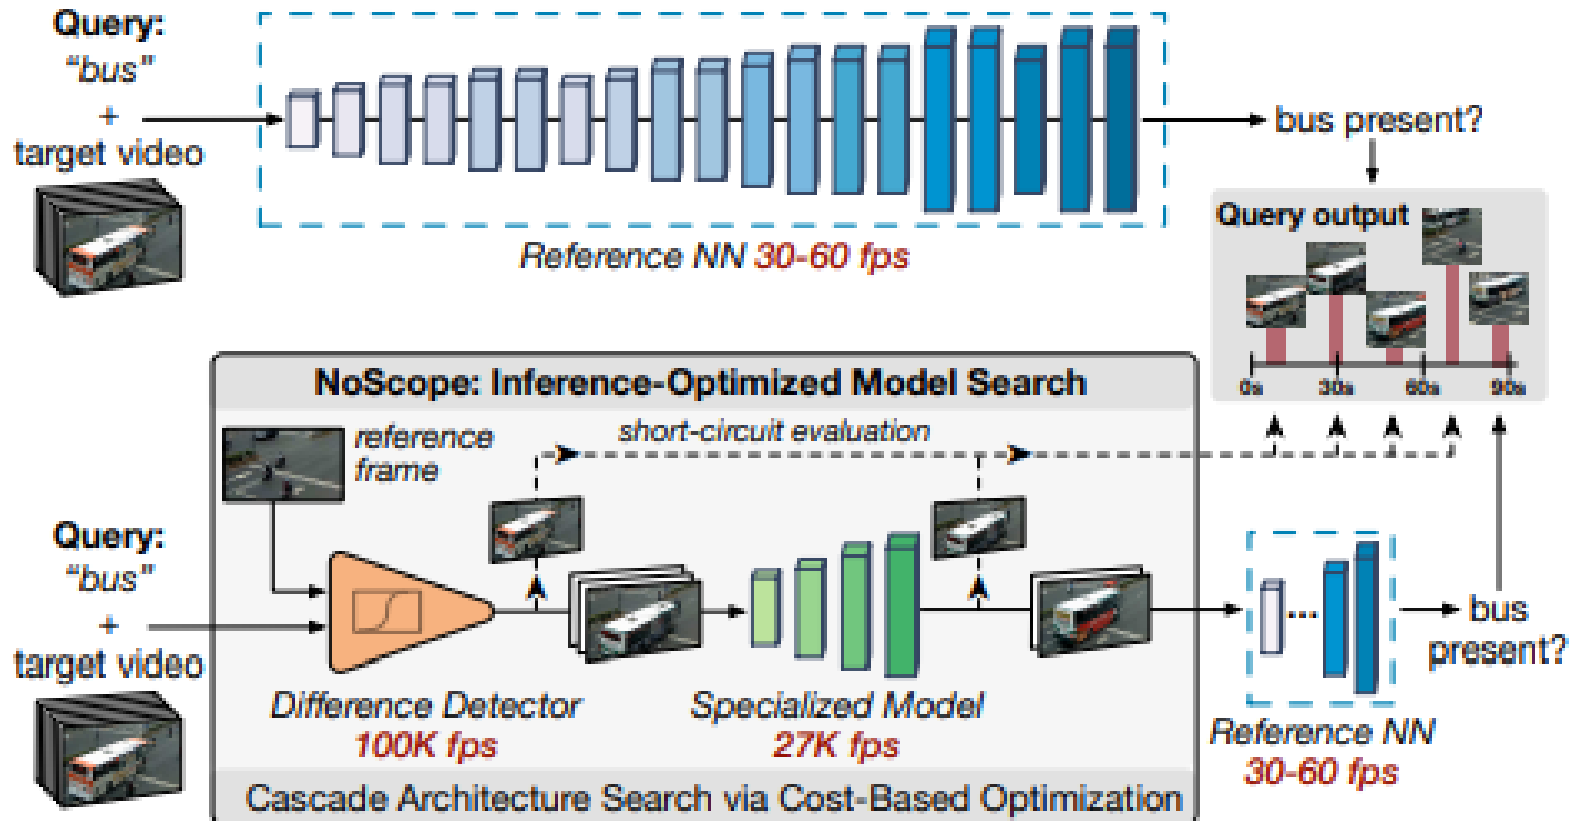 Query:
“bus”
+
target video
Reference NN 30-60 fps
bus present?
Query output
0s 30s 60s 90s
NoScope: Inference-Optimized Model Search
reference
frame
short-circuit evaluation
Query:
“bus”
+
target video
Difference Detector
100K fps
Specialized Model
27K fps
...
Reference NN
30-60 fps
bus
present?
Cascade Architecture Search via Cost-Based Optimization